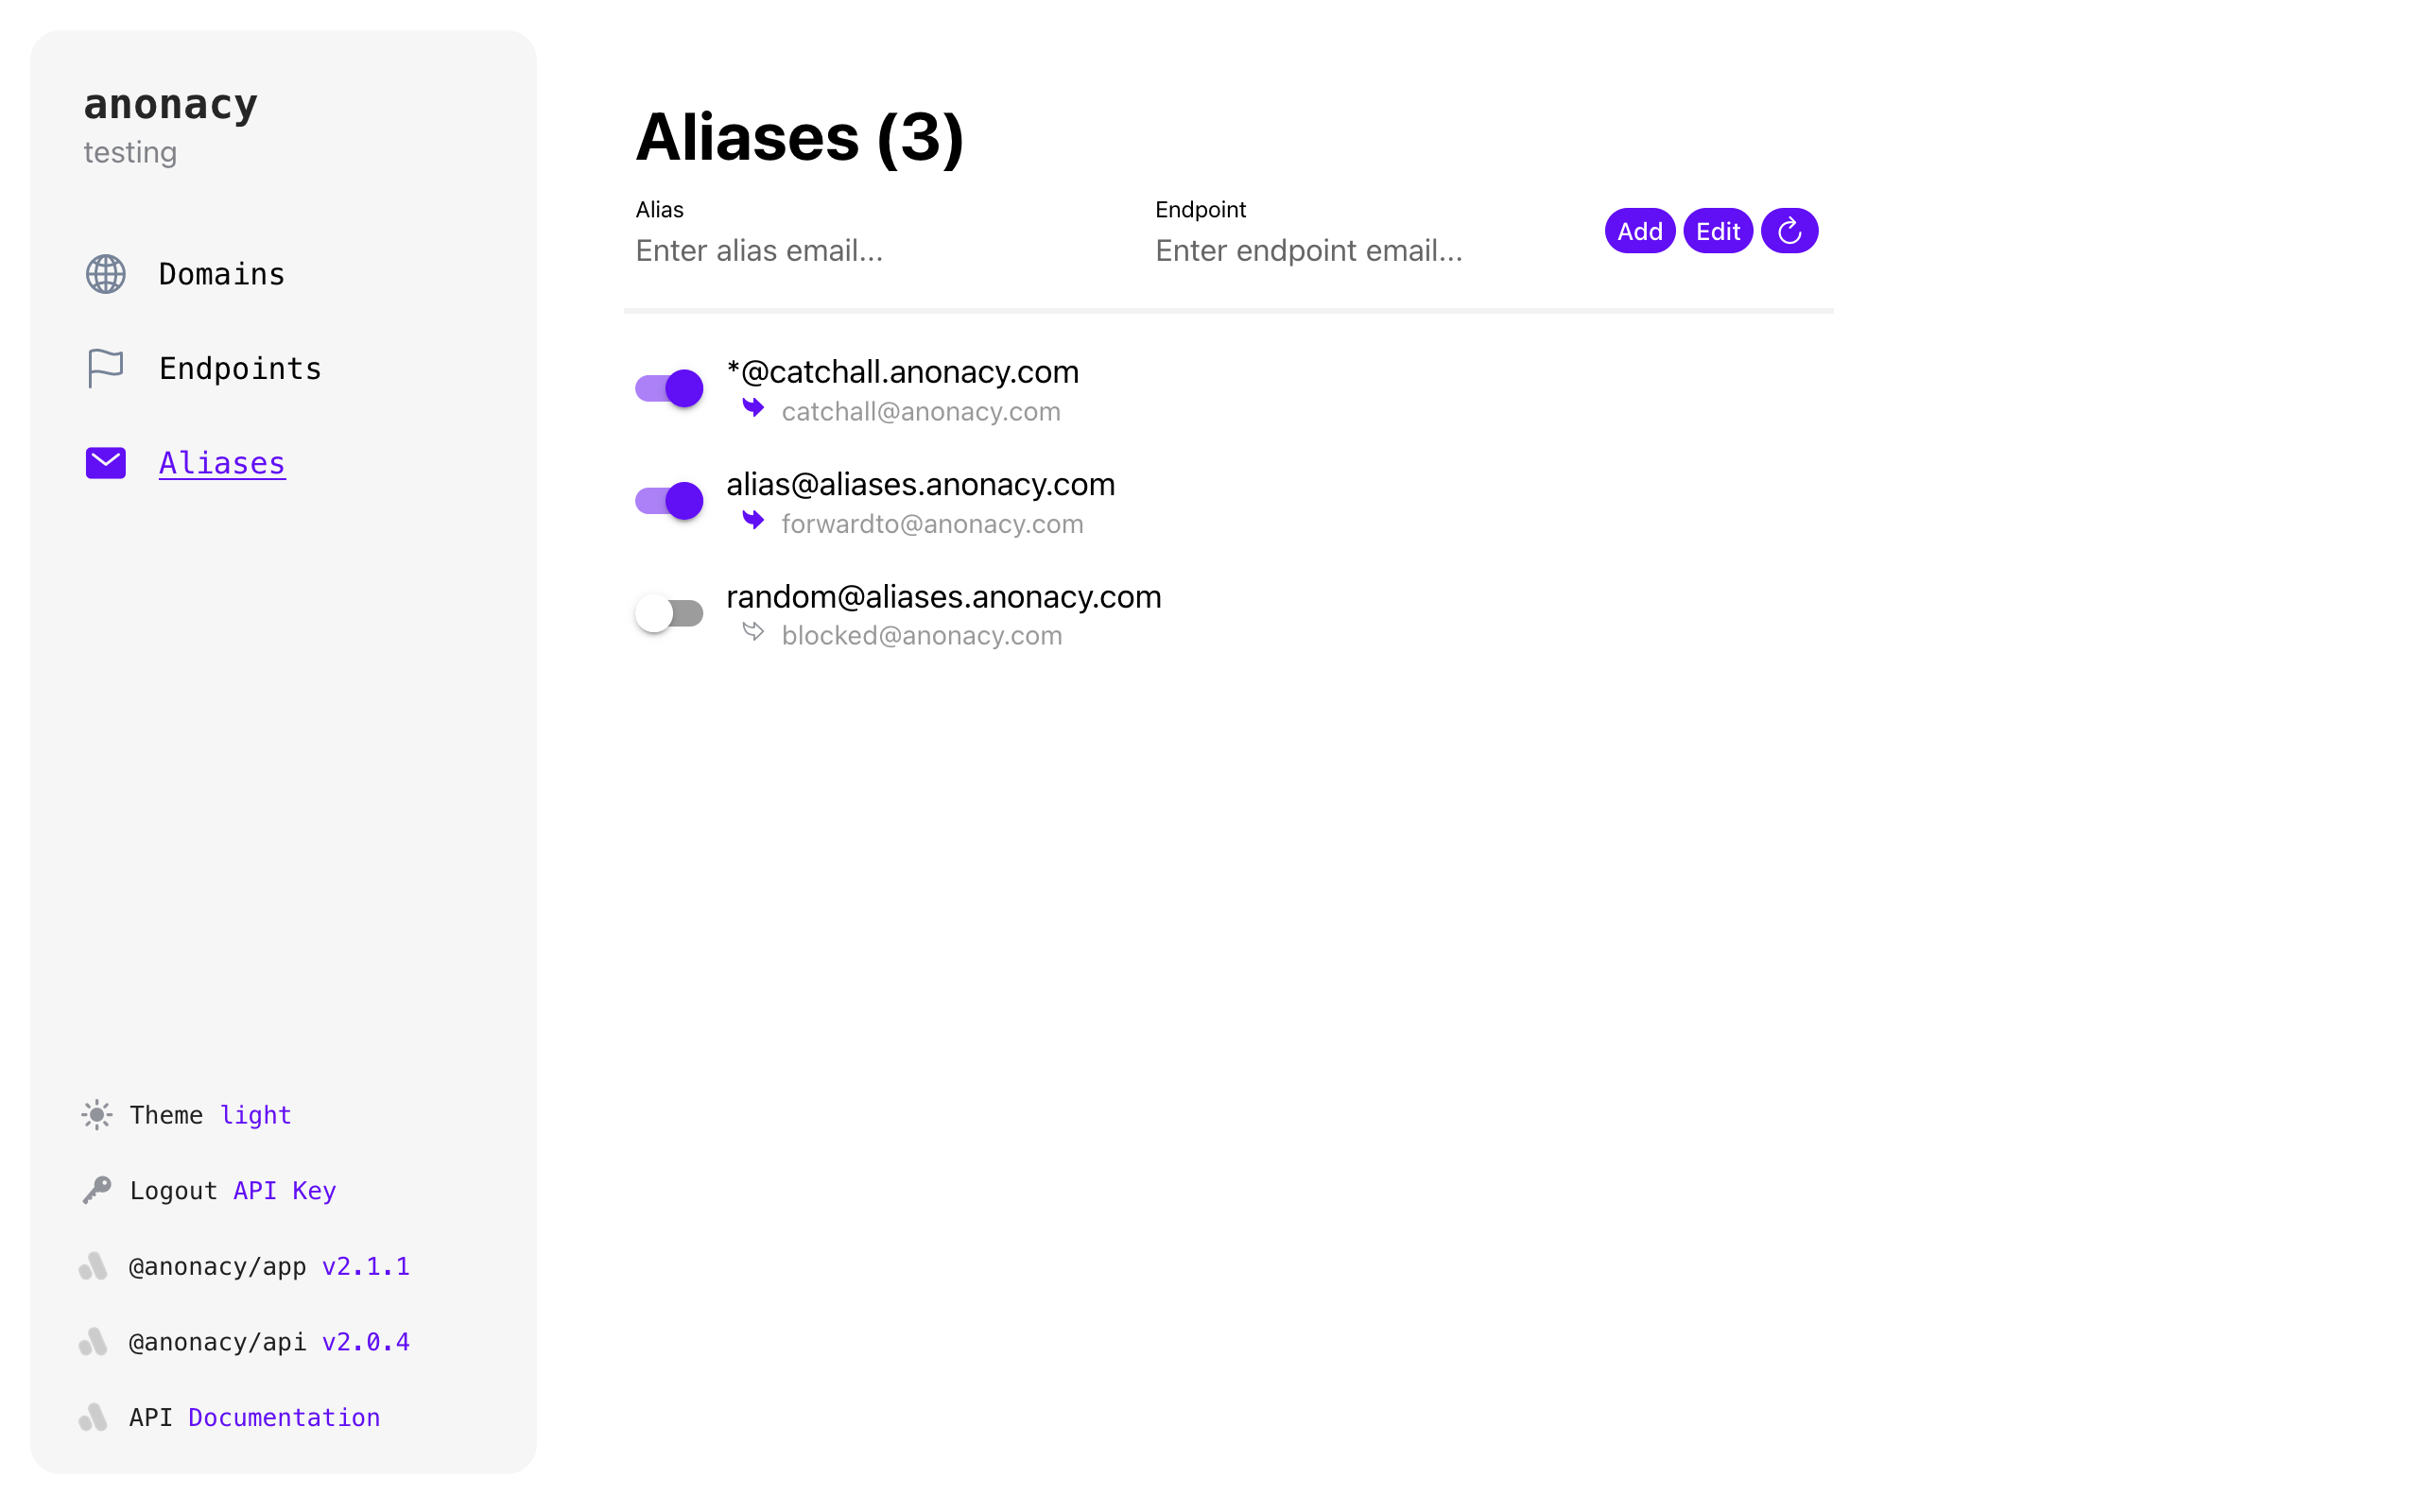 anonacy
testing
Domains
Endpoints
Aliases
Theme light
Logout API Key
@anonacy/app v2.1.1
@anonacy/api v2.0.4
API Documentation
Aliases (3)
Alias
Enter alias email...
Endpoint
Enter endpoint email...
Add Edit
*@catchall.anonacy.com
catchall@anonacy.com
alias@aliases.anonacy.com
forwardto@anonacy.com
random@aliases.anonacy.com
blocked@anonacy.com